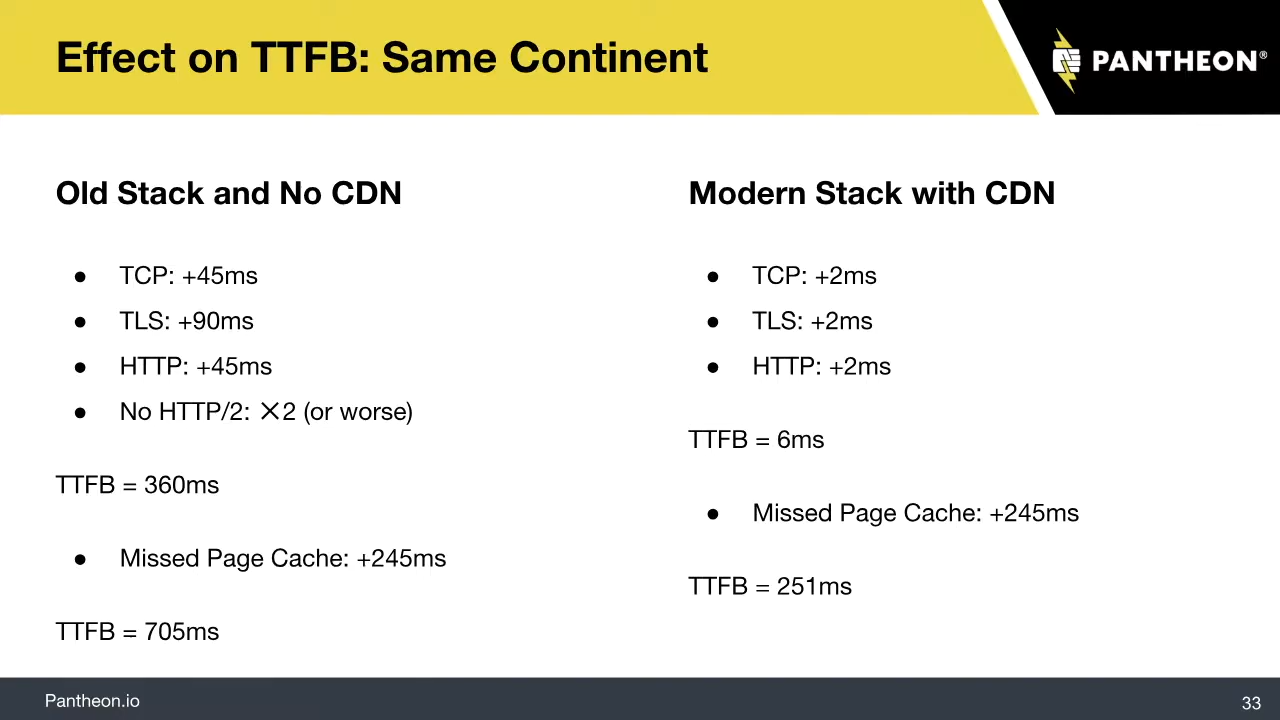 Effect on TTFB: Same Continent
PANTHEON®
Old Stack and No CDN
● TCP: +45ms
● TLS: +90ms
● HTTP: +45ms
● No HTTP/2: ✕2 (or worse)
TTFB = 360ms
● Missed Page Cache: +245ms
TTFB = 705ms
Modern Stack with CDN
● TCP: +2ms
● TLS: +2ms
● HTTP: +2ms
TTFB = 6ms
● Missed Page Cache: +245ms
TTFB = 251ms
Pantheon.io
33